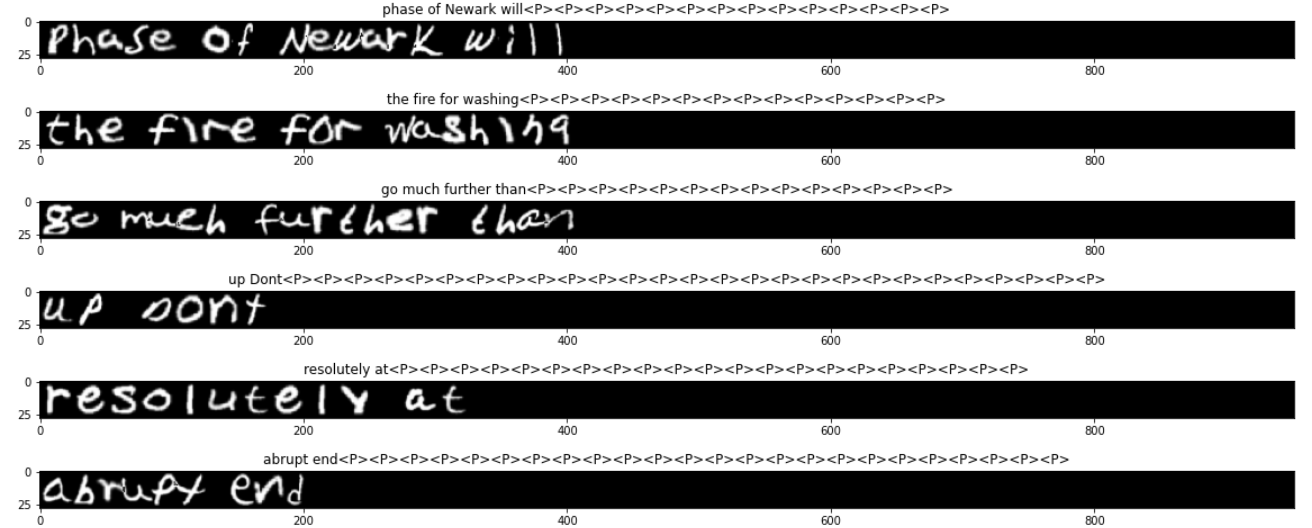 phase of Newark will<P><P><P><P><P><P><P><P><P><P><P><P><P><P>
0
Phase of Newark will
25
0 200 400 600 800
the fire for washing<P><P><P><P><P><P><P><P><P><P><P><P><P><P>
0
the fire for washing
25
0 200 400 600 800
go much further than<P><P><P><P><P><P><P><P><P><P><P><P><P><P>
0
go much further than
25
0 200 400 600 800
up Dont<P><P><P><P><P><P><P><P><P><P><P><P><P><P><P><P><P><P><P><P><P><P><P><P><P><P><P>
0
up DONt
25
0 200 400 600 800
resolutely at<P><P><P><P><P><P><P><P><P><P><P><P><P><P><P><P><P><P><P><P><P>
0
resolutely at
25
0 200 400 600 800
abrupt end<P><P><P><P><P><P><P><P><P><P><P><P><P><P><P><P><P><P><P><P><P><P><P><P>
0
abrupt end
25
0 200 400 600 800